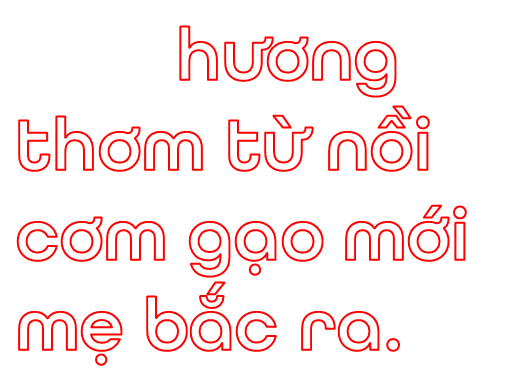 hương
thơm từ nồi
cơm gạo mới
mẹ bắc ra.